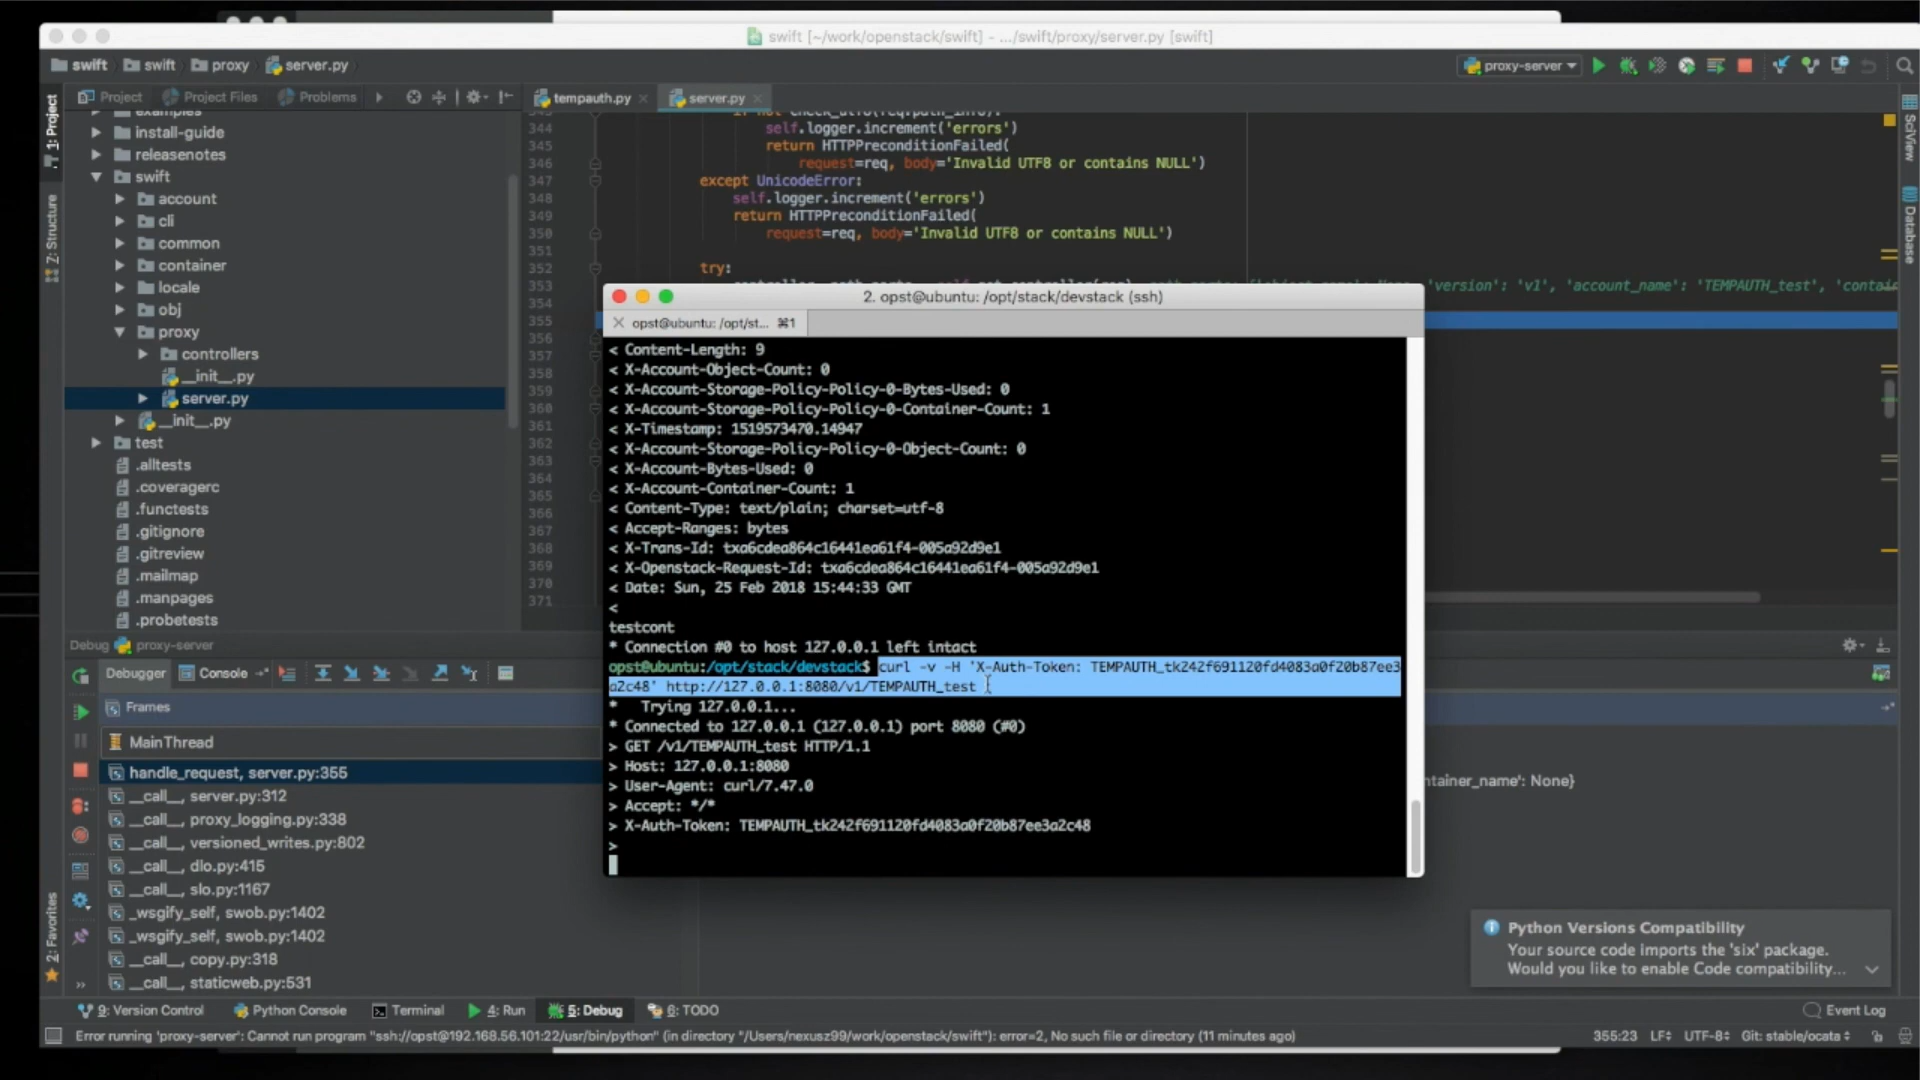 swift [~/work/openstack/swift] - .../swift/proxy/server.py [swift]
swift swift proxy server.py
proxy-server
1: Project
Project Project Files Problems
tempauth.py server.py
install-guide
releasenotes
swift
account
cli
common
container
locale
obj
proxy
controllers
__init__.py
server.py
__init__.py
test
.alltests
.coveragerc
.functests
.gitignore
.gitreview
.mailmap
.manpages
.probetests
Z: Structure
344 self.logger.increment('errors')
345 return HTTPPreconditionFailed(
346 request=req, body='Invalid UTF8 or contains NULL')
347 except UnicodeError:
348 self.logger.increment('errors')
349 return HTTPPreconditionFailed(
350 request=req, body='Invalid UTF8 or contains NULL')
351
352 try:
353 'version': 'v1', 'account_name': 'TEMPAUTH_test', 'contai
354
355
356
357
358
359
360
361
362
363
364
365
366
367
368
369
370
371
SciView
Database
2. opst@ubuntu: /opt/stack/devstack (ssh)
opst@ubuntu: /opt/st... ⌘1
< Content-Length: 9
< X-Account-Object-Count: 0
< X-Account-Storage-Policy-Policy-0-Bytes-Used: 0
< X-Account-Storage-Policy-Policy-0-Container-Count: 1
< X-Timestamp: 1519573470.14947
< X-Account-Storage-Policy-Policy-0-Object-Count: 0
< X-Account-Bytes-Used: 0
< X-Account-Container-Count: 1
< Content-Type: text/plain; charset=utf-8
< Accept-Ranges: bytes
< X-Trans-Id: txa6cdea864c16441ea61f4-005a92d9e1
< X-Openstack-Request-Id: txa6cdea864c16441ea61f4-005a92d9e1
< Date: Sun, 25 Feb 2018 15:44:33 GMT
<
testcont
* Connection #0 to host 127.0.0.1 left intact
opst@ubuntu:/opt/stack/devstack$ curl -v -H 'X-Auth-Token: TEMPAUTH_tk242f691120fd4083a0f20b87ee3
a2c48' http://127.0.0.1:8080/v1/TEMPAUTH_test
* Trying 127.0.0.1...
* Connected to 127.0.0.1 (127.0.0.1) port 8080 (#0)
> GET /v1/TEMPAUTH_test HTTP/1.1
> Host: 127.0.0.1:8080
> User-Agent: curl/7.47.0
> Accept: */*
> X-Auth-Token: TEMPAUTH_tk242f691120fd4083a0f20b87ee3a2c48
>
Debug proxy-server
Debugger Console
Frames
MainThread
handle_request, server.py:355
__call__, server.py:312
__call__, proxy_logging.py:338
__call__, versioned_writes.py:802
__call__, dlo.py:415
__call__, slo.py:1167
_wsgify_self, swob.py:1402
_wsgify_self, swob.py:1402
__call__, copy.py:318
__call__, staticweb.py:531
ntainer_name': None}
2: Favorites
Python Versions Compatibility
Your source code imports the 'six' package.
Would you like to enable Code compatibility...
9: Version Control Python Console Terminal 4: Run 5: Debug 6: TODO Event Log
Error running 'proxy-server': Cannot run program "ssh://opst@192.168.56.101:22/usr/bin/python" (in directory "/Users/nexusz99/work/openstack/swift"): error=2, No such file or directory (11 minutes ago) 355:23 LF UTF-8 Git: stable/ocata